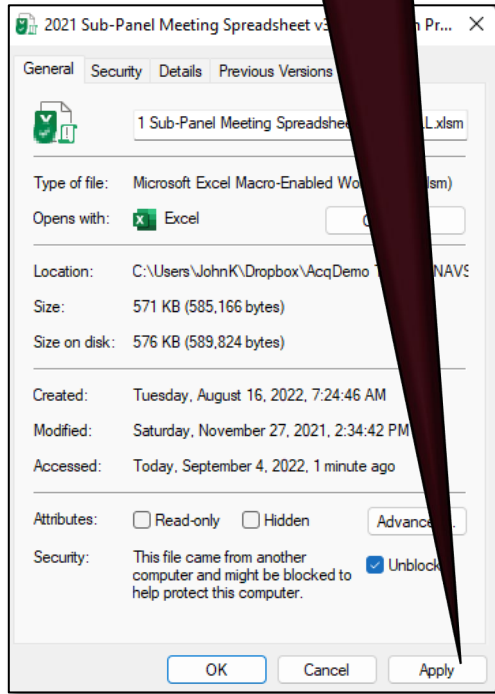 2021 Sub-Panel Meeting Spreadsheet Pr...
General Security Details Previous Versions
1 Sub-Panel Meeting Spreadshee L.xlsm
Type of file: Microsoft Excel Macro-Enabled
Opens with: Excel
Location: C:\Users\JohnK\Dropbox\AcqDemo NAVS
Size: 571 KB (585,166 bytes)
Size on disk: 576 KB (589,824 bytes)
Created: Tuesday, August 16, 2022, 7:24:46 AM
Modified: Saturday, November 27, 2021, 2:34:42 PM
Accessed: Today, September 4, 2022, 1 minute ago
Attributes: Read-only Hidden
Security: This file came from another
computer and might be blocked to Unblock
help protect this computer.
OK Cancel Apply